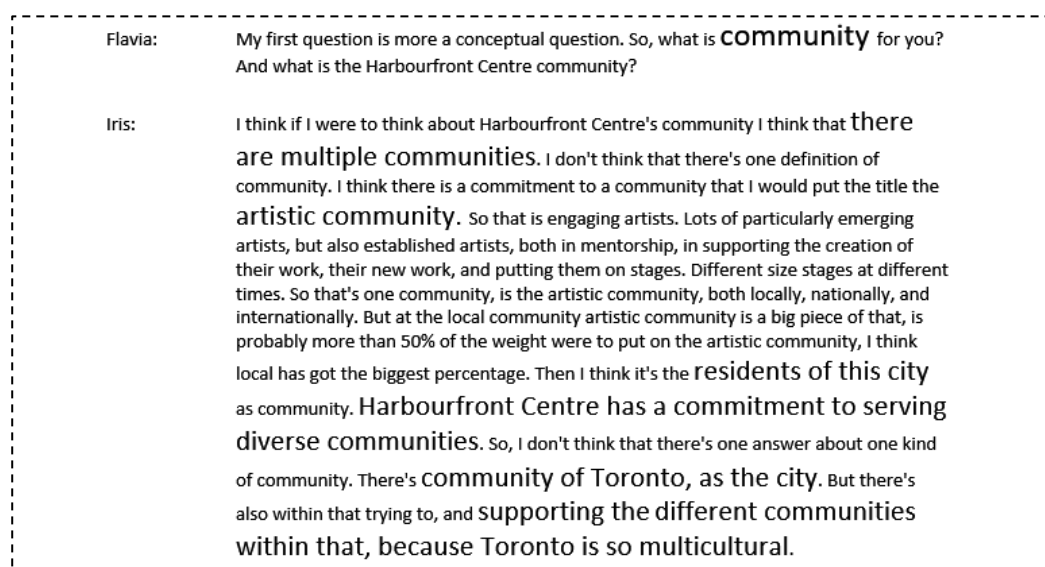 Flavia: My first question is more a conceptual question. So, what is community for you?
And what is the Harbourfront Centre community?
Iris: I think if I were to think about Harbourfront Centre's community I think that there
are multiple communities. I don't think that there's one definition of
community. I think there is a commitment to a community that I would put the title the
artistic community. So that is engaging artists. Lots of particularly emerging
artists, but also established artists, both in mentorship, in supporting the creation of
their work, their new work, and putting them on stages. Different size stages at different
times. So that's one community, is the artistic community, both locally, nationally, and
internationally. But at the local community artistic community is a big piece of that, is
probably more than 50% of the weight were to put on the artistic community, I think
local has got the biggest percentage. Then I think it's the residents of this city
as community. Harbourfront Centre has a commitment to serving
diverse communities. So, I don't think that there's one answer about one kind
of community. There's community of Toronto, as the city. But there's
also within that trying to, and supporting the different communities
within that, because Toronto is so multicultural.